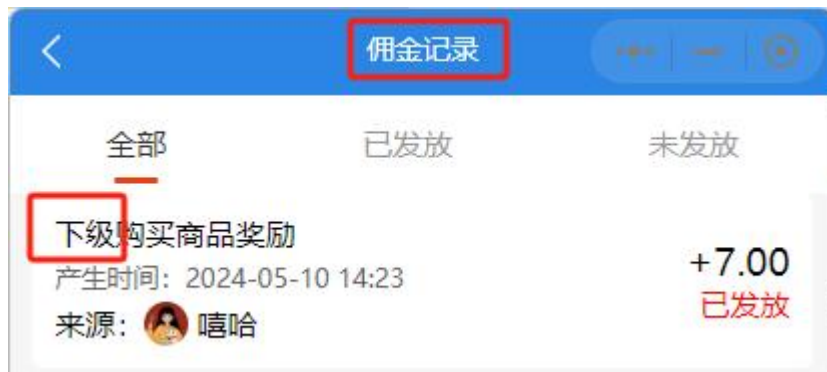 佣金记录
全部 已发放 未发放
下级购买商品奖励
产生时间：2024-05-10 14:23
+7.00
已发放
来源： 嘻哈